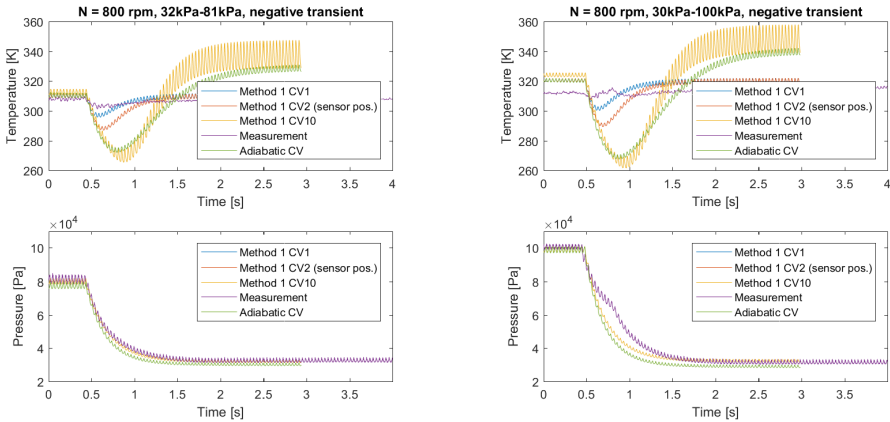 N = 800 rpm, 32kPa-81kPa, negative transient
360
340
320
300
280
260
Temperature [K]
Method 1 CV1
Method 1 CV2 (sensor pos.)
Method 1 CV10
Measurement
Adiabatic CV
0 0.5 1 1.5 2 2.5 3 3.5 4
Time [s]
N = 800 rpm, 30kPa-100kPa, negative transient
360
340
320
300
280
260
Temperature [K]
Method 1 CV1
Method 1 CV2 (sensor pos.)
Method 1 CV10
Measurement
Adiabatic CV
0 0.5 1 1.5 2 2.5 3 3.5 4
Time [s]
× 10⁴
10
8
6
4
2
Pressure [Pa]
Method 1 CV1
Method 1 CV2 (sensor pos.)
Method 1 CV10
Measurement
Adiabatic CV
0 0.5 1 1.5 2 2.5 3 3.5 4
Time [s]
× 10⁴
10
8
6
4
2
Pressure [Pa]
Method 1 CV1
Method 1 CV2 (sensor pos.)
Method 1 CV10
Measurement
Adiabatic CV
0 0.5 1 1.5 2 2.5 3 3.5 4
Time [s]